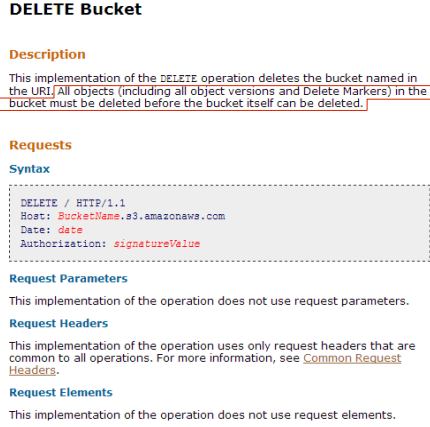 DELETE Bucket
Description
This implementation of the DELETE operation deletes the bucket named in
the URI. All objects (including all object versions and Delete Markers) in the
bucket must be deleted before the bucket itself can be deleted.
Requests
Syntax
DELETE / HTTP/1.1
Host: BucketName.s3.amazonaws.com
Date: date
Authorization: signatureValue
Request Parameters
This implementation of the operation does not use request parameters.
Request Headers
This implementation of the operation uses only request headers that are
common to all operations. For more information, see Common Request
Headers.
Request Elements
This implementation of the operation does not use request elements.